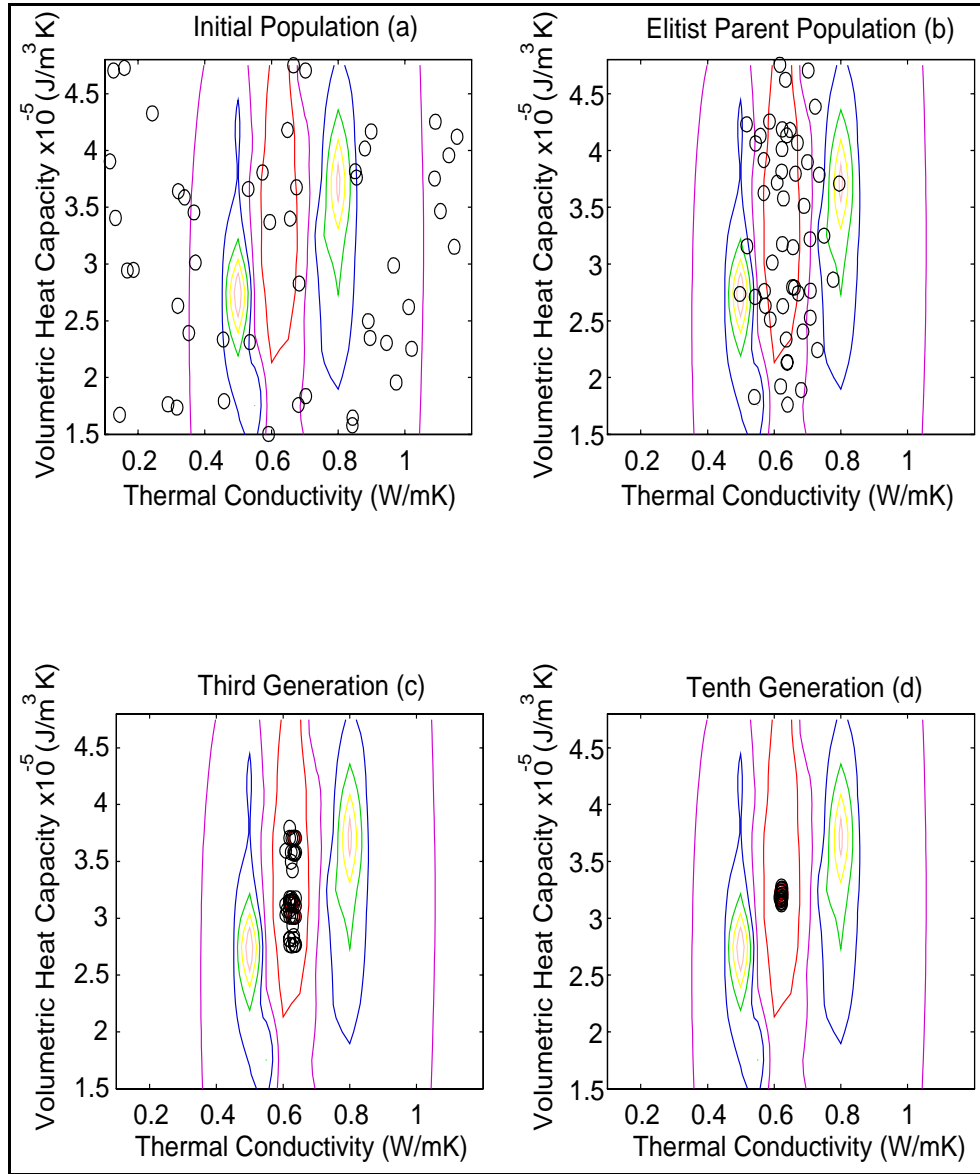 Initial Population (a)
Volumetric Heat Capacity x10⁻⁵ (J/m³ K)
4.5
4
3.5
3
2.5
2
1.5
0.2 0.4 0.6 0.8 1
Thermal Conductivity (W/mK)
Elitist Parent Population (b)
Volumetric Heat Capacity x10⁻⁵ (J/m³ K)
4.5
4
3.5
3
2.5
2
1.5
0.2 0.4 0.6 0.8 1
Thermal Conductivity (W/mK)
Third Generation (c)
Volumetric Heat Capacity x10⁻⁵ (J/m³ K)
4.5
4
3.5
3
2.5
2
1.5
0.2 0.4 0.6 0.8 1
Thermal Conductivity (W/mK)
Tenth Generation (d)
Volumetric Heat Capacity x10⁻⁵ (J/m³ K)
4.5
4
3.5
3
2.5
2
1.5
0.2 0.4 0.6 0.8 1
Thermal Conductivity (W/mK)